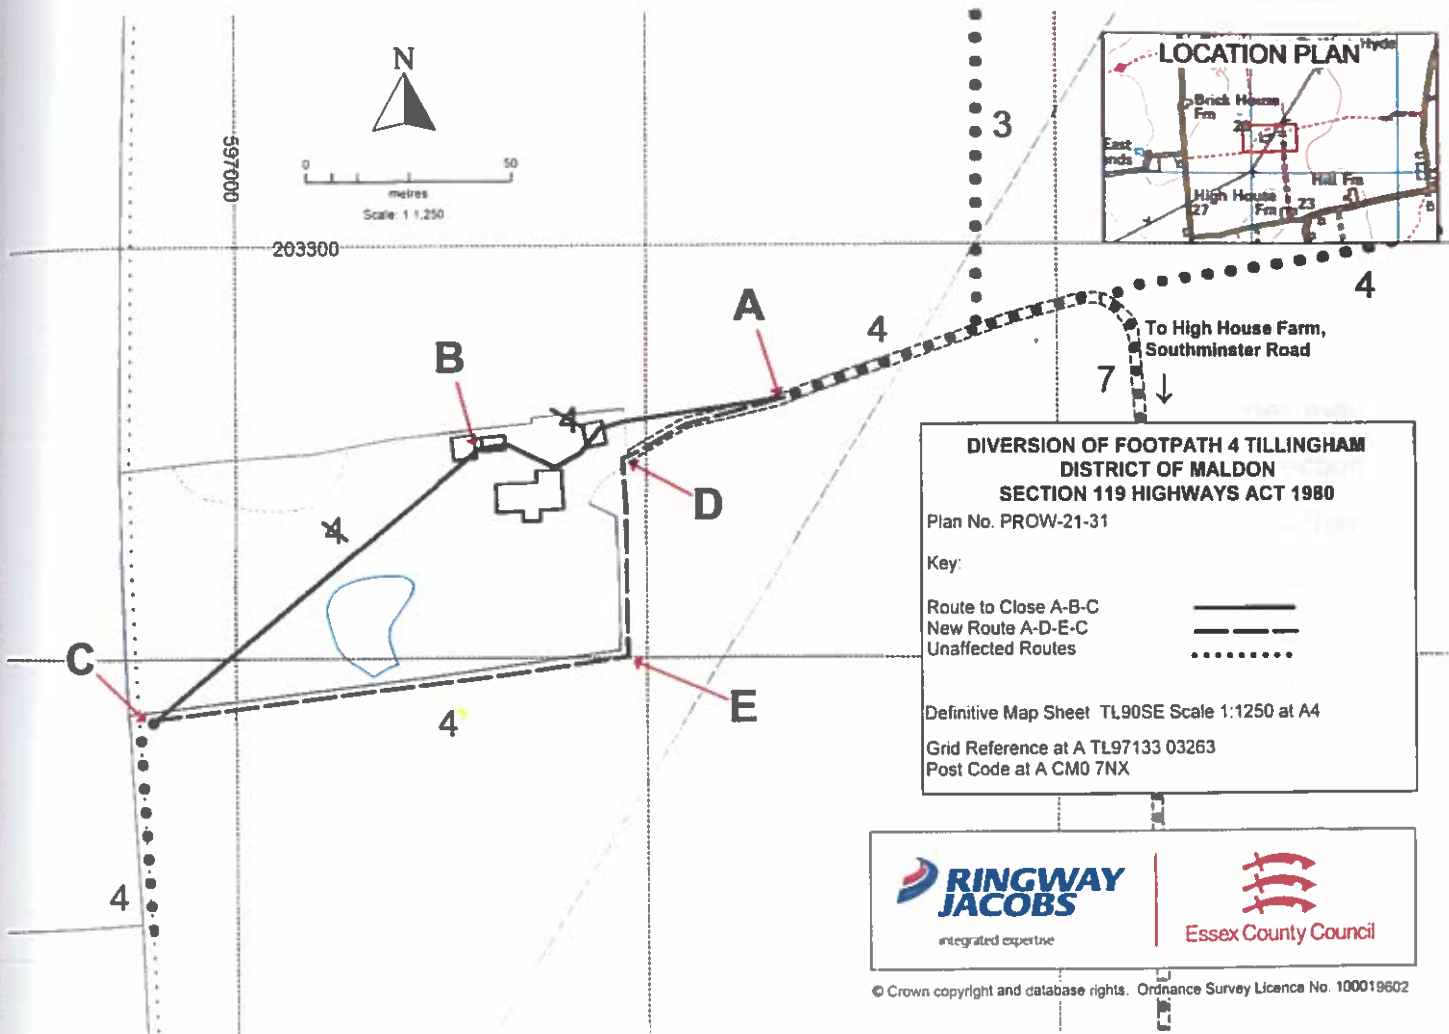 N
597000
0 50
metres
Scale: 1 1,250
203300
3
LOCATION PLAN
Hyde
Brick House
Fm
East
nds
High House
Fm
27
23
Hill Fm
A
4
4
To High House Farm,
Southminster Road
7
B
4
D
4
C
E
4
4
DIVERSION OF FOOTPATH 4 TILLINGHAM
DISTRICT OF MALDON
SECTION 119 HIGHWAYS ACT 1980
Plan No. PROW-21-31
Key:
Route to Close A-B-C
New Route A-D-E-C
Unaffected Routes
Definitive Map Sheet TL90SE Scale 1:1250 at A4
Grid Reference at A TL97133 03263
Post Code at A CM0 7NX
RINGWAY
JACOBS
integrated expertise
Essex County Council
© Crown copyright and database rights. Ordnance Survey Licence No. 100019602